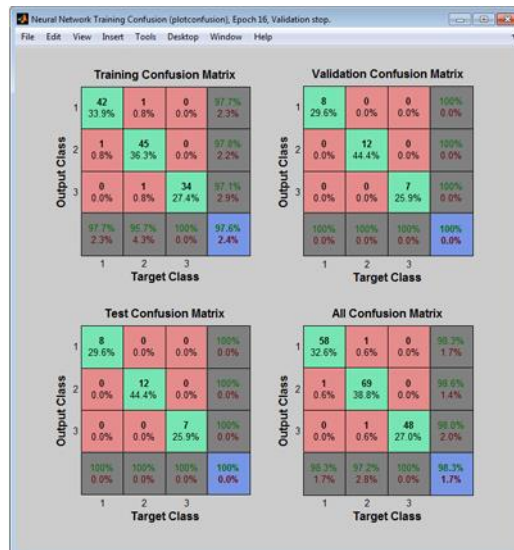 Neural Network Training Confusion (plotconfusion), Epoch 16, Validation stop.
File Edit View Insert Tools Desktop Window Help
Training Confusion Matrix
Output Class
1 42 1 0 97.7%
33.9% 0.8% 0.0% 2.3%
2 1 45 0 97.8%
0.8% 36.3% 0.0% 2.2%
3 0 1 34 97.1%
0.0% 0.8% 27.4% 2.9%
97.7% 95.7% 100% 97.6%
2.3% 4.3% 0.0% 2.4%
1 2 3
Target Class
Validation Confusion Matrix
Output Class
1 8 0 0 100%
29.6% 0.0% 0.0% 0.0%
2 0 12 0 100%
0.0% 44.4% 0.0% 0.0%
3 0 0 7 100%
0.0% 0.0% 25.9% 0.0%
100% 100% 100% 100%
0.0% 0.0% 0.0% 0.0%
1 2 3
Target Class
Test Confusion Matrix
Output Class
1 8 0 0 100%
29.6% 0.0% 0.0% 0.0%
2 0 12 0 100%
0.0% 44.4% 0.0% 0.0%
3 0 0 7 100%
0.0% 0.0% 25.9% 0.0%
100% 100% 100% 100%
0.0% 0.0% 0.0% 0.0%
1 2 3
Target Class
All Confusion Matrix
Output Class
1 58 1 0 98.3%
32.6% 0.6% 0.0% 1.7%
2 1 69 0 98.6%
0.6% 38.8% 0.0% 1.4%
3 0 1 48 98.0%
0.0% 0.6% 27.0% 2.0%
98.3% 97.2% 100% 98.3%
1.7% 2.8% 0.0% 1.7%
1 2 3
Target Class